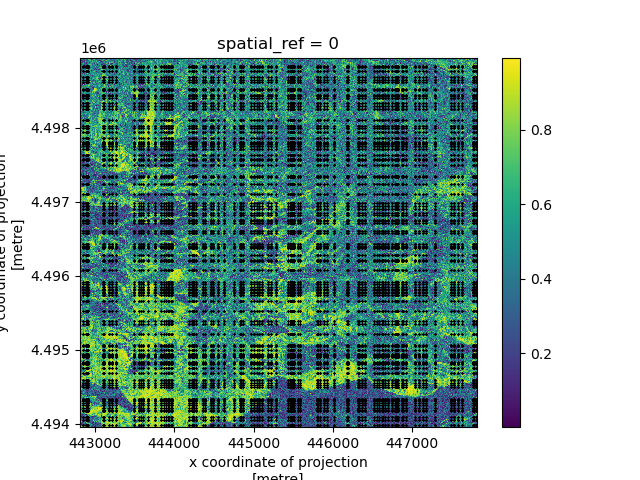 spatial_ref = 0
1e6
4.498
4.497
4.496
4.495
4.494
y coordinate of projection
[metre]
443000 444000 445000 446000 447000
x coordinate of projection
[metre]
0.8
0.6
0.4
0.2